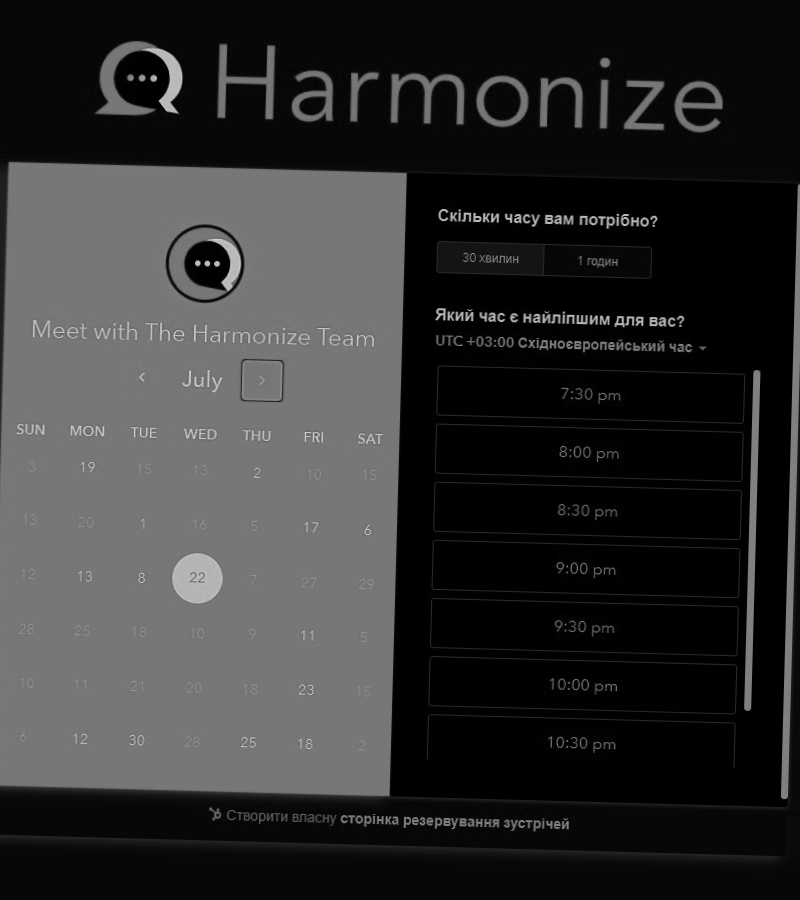 Harmonize
Meet with The Harmonize Team
July
SUN MON TUE WED THU FRI SAT
3 19 15 13 2 10 15
13 20 1 16 5 17 6
12 13 8 22 7 27 29
28 25 18 10 9 11 5
10 11 21 20 18 23 15
6 12 30 28 25 18 2
Скільки часу вам потрібно?
30 хвилин 1 годин
Який час є найліпшим для вас?
UTC +03:00 Східноєвропейський час
7:30 pm
8:00 pm
8:30 pm
9:00 pm
9:30 pm
10:00 pm
10:30 pm
Створити власну сторінка резервування зустрічей